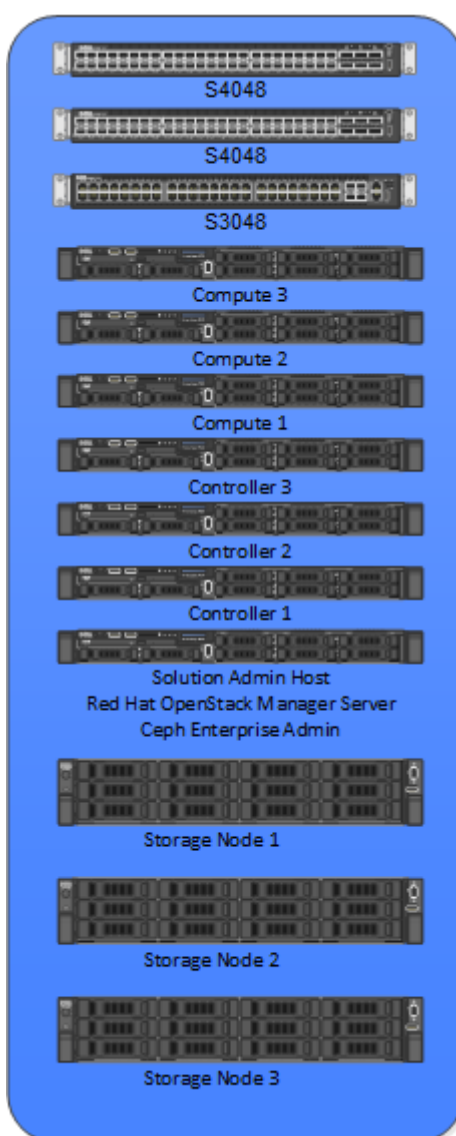 S4048
S4048
S3048
Compute 3
Compute 2
Compute 1
Controller 3
Controller 2
Controller 1
Solution Admin Host
Red Hat OpenStack Manager Server
Ceph Enterprise Admin
Storage Node 1
Storage Node 2
Storage Node 3